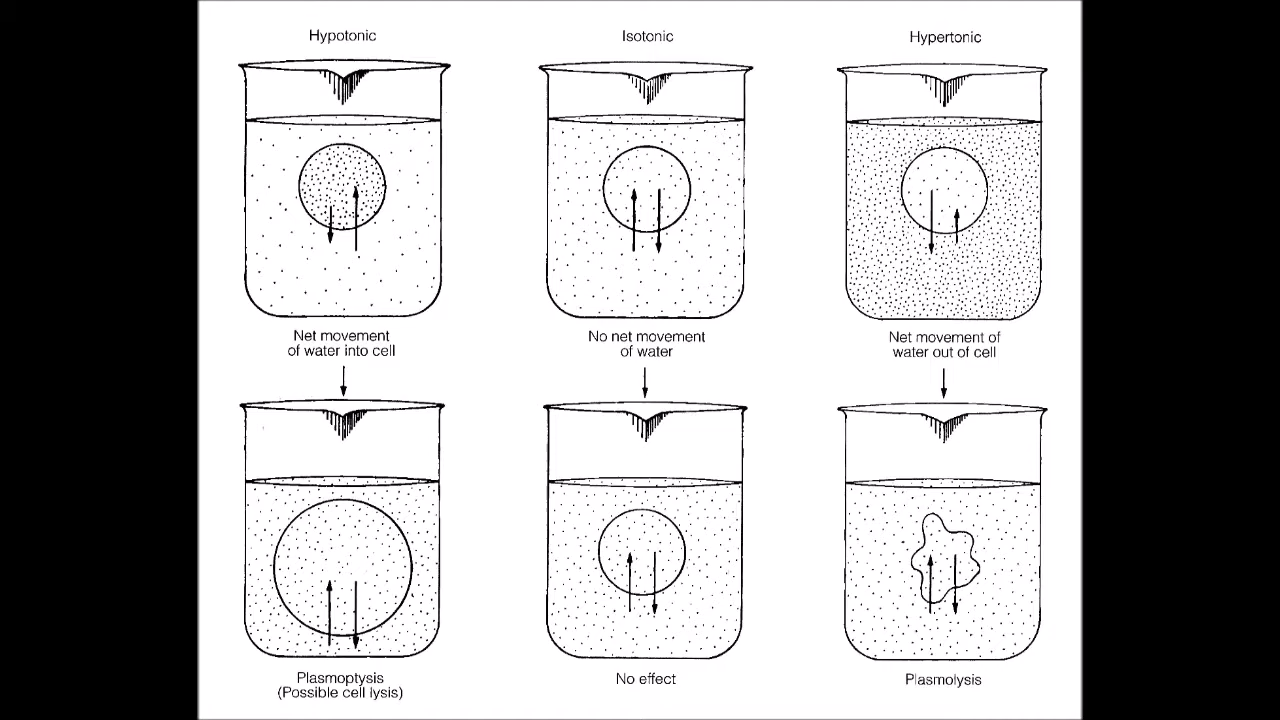 Hypotonic
Isotonic
Hypertonic
Net movement
of water into cell
No net movement
of water
Net movement of
water out of cell
Plasmoptysis
(Possible cell lysis)
No effect
Plasmolysis